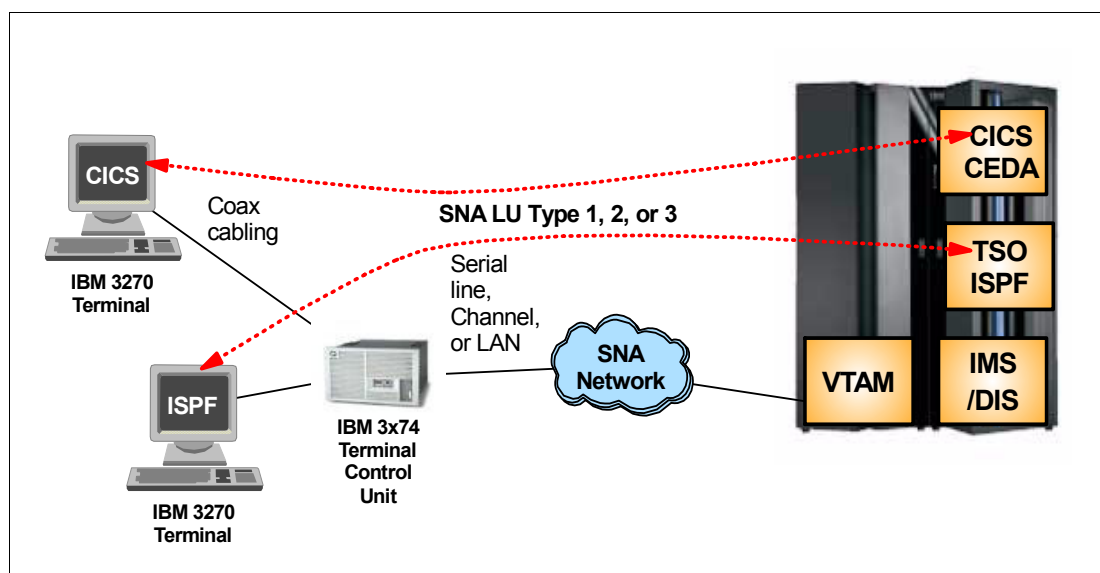 CICS
IBM 3270
Terminal
Coax
cabling
SNA LU Type 1, 2, or 3
Serial
line,
Channel,
or LAN
ISPF
IBM 3270
Terminal
IBM 3x74
Terminal
Control
Unit
SNA
Network
CICS
CEDA
TSO
ISPF
VTAM
IMS
/DIS